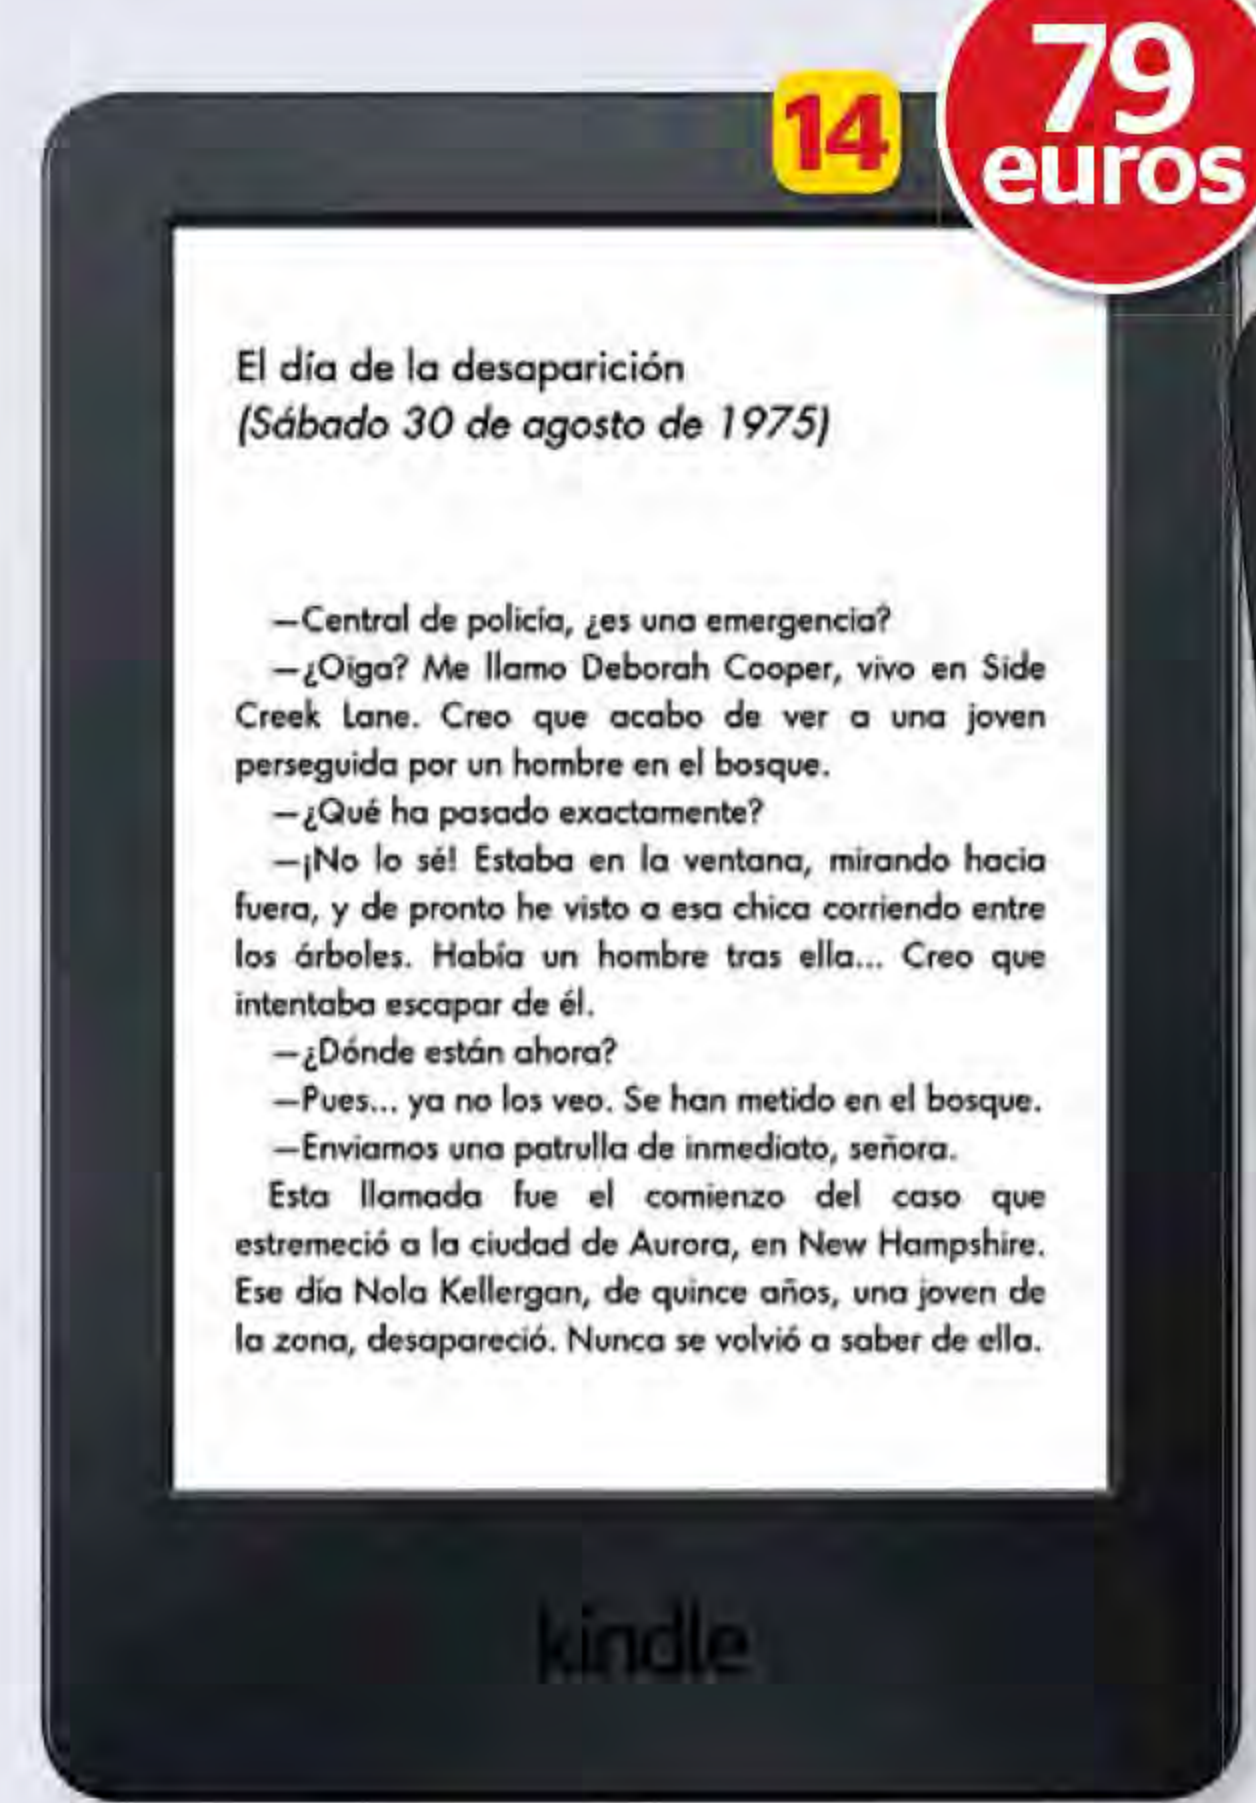 79
euros
14
El día de la desaparición
(Sábado 30 de agosto de 1975)
—Central de policía, ¿es una emergencia?
—¿Oiga? Me llamo Deborah Cooper, vivo en Side
Creek Lane. Creo que acabo de ver a una joven
perseguida por un hombre en el bosque.
—¿Qué ha pasado exactamente?
—¡No lo sé! Estaba en la ventana, mirando hacia
fuera, y de pronto he visto a esa chica corriendo entre
los árboles. Había un hombre tras ella... Creo que
intentaba escapar de él.
—¿Dónde están ahora?
—Pues... ya no los veo. Se han metido en el bosque.
—Enviamos una patrulla de inmediato, señora.
Esta llamada fue el comienzo del caso que
estremeció a la ciudad de Aurora, en New Hampshire.
Ese día Nola Kellergan, de quince años, una joven de
la zona, desapareció. Nunca se volvió a saber de ella.
kindle